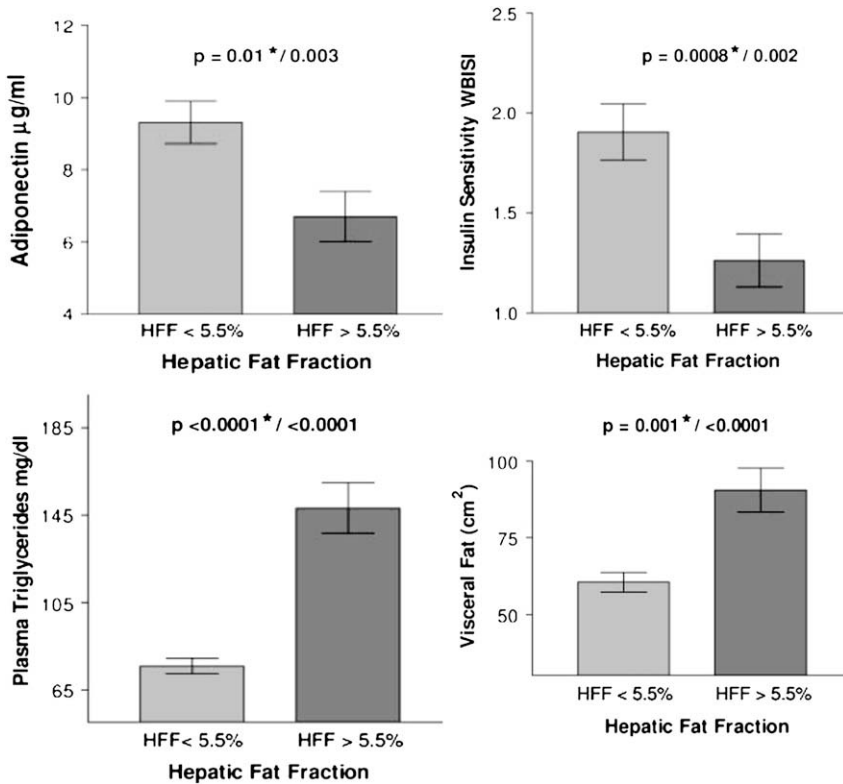 Adiponectin μg/ml
12
10
8
6
4
p = 0.01 * / 0.003
HFF < 5.5% HFF > 5.5%
Hepatic Fat Fraction
Insulin Sensitivity WBISI
2.5
2.0
1.5
1.0
p = 0.0008 * / 0.002
HFF < 5.5% HFF > 5.5%
Hepatic Fat Fraction
Plasma Triglycerides mg/dl
185
145
105
65
p <0.0001 * / <0.0001
HFF< 5.5% HFF > 5.5%
Hepatic Fat Fraction
Visceral Fat (cm²)
100
75
50
p = 0.001 * / <0.0001
HFF < 5.5% HFF > 5.5%
Hepatic Fat Fraction